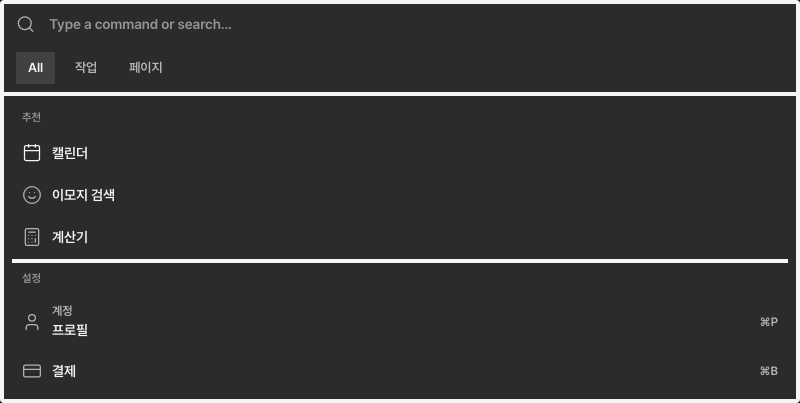 Type a command or search...
All 작업 페이지
추천
캘린더
이모지 검색
계산기
설정
계정
프로필 ⌘P
결제 ⌘B